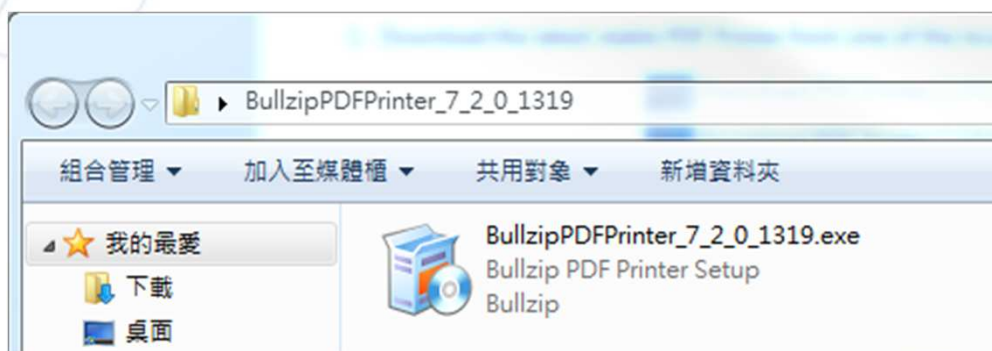 BullzipPDFPrinter_7_2_0_1319
組合管理 加入至媒體櫃 共用對象 新增資料夾
我的最愛
下載
桌面
BullzipPDFPrinter_7_2_0_1319.exe
Bullzip PDF Printer Setup
Bullzip